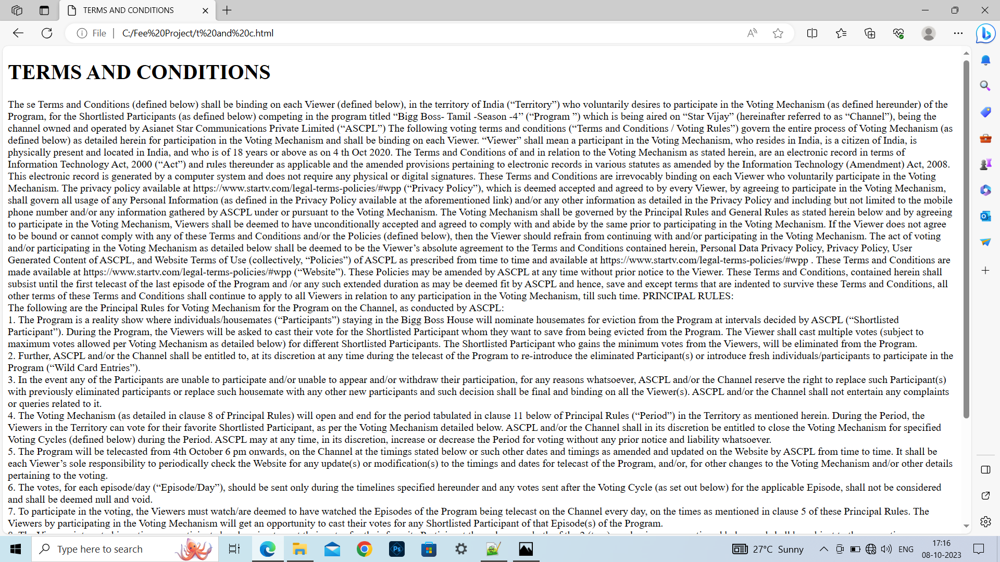 TERMS AND CONDITIONS
File
C:/Fee%20Project/t%20and%20c.html
TERMS AND CONDITIONS
The se Terms and Conditions (defined below) shall be binding on each Viewer (defined below), in the territory of India (“Territory”) who voluntarily desires to participate in the Voting Mechanism (as defined hereunder) of the
Program, for the Shortlisted Participants (as defined below) competing in the program titled “Bigg Boss- Tamil -Season -4” (“Program ”) which is being aired on “Star Vijay” (hereinafter referred to as “Channel”), being the
channel owned and operated by Asianet Star Communications Private Limited (“ASCPL”) The following voting terms and conditions (“Terms and Conditions / Voting Rules”) govern the entire process of Voting Mechanism (as
defined below) as detailed herein for participation in the Voting Mechanism and shall be binding on each Viewer. “Viewer” shall mean a participant in the Voting Mechanism, who resides in India, is a citizen of India, is
physically present and located in India, and who is of 18 years or above as on 4 th Oct 2020. The Terms and Conditions of and in relation to the Voting Mechanism as stated herein, are an electronic record in terms of
Information Technology Act, 2000 (“Act”) and rules thereunder as applicable and the amended provisions pertaining to electronic records in various statutes as amended by the Information Technology (Amendment) Act, 2008.
This electronic record is generated by a computer system and does not require any physical or digital signatures. These Terms and Conditions are irrevocably binding on each Viewer who voluntarily participate in the Voting
Mechanism. The privacy policy available at https://www.startv.com/legal-terms-policies/#wpp (“Privacy Policy”), which is deemed accepted and agreed to by every Viewer, by agreeing to participate in the Voting Mechanism,
shall govern all usage of any Personal Information (as defined in the Privacy Policy available at the aforementioned link) and/or any other information as detailed in the Privacy Policy and including but not limited to the mobile
phone number and/or any information gathered by ASCPL under or pursuant to the Voting Mechanism. The Voting Mechanism shall be governed by the Principal Rules and General Rules as stated herein below and by agreeing
to participate in the Voting Mechanism, Viewers shall be deemed to have unconditionally accepted and agreed to comply with and abide by the same prior to participating in the Voting Mechanism. If the Viewer does not agree
to be bound or cannot comply with any of these Terms and Conditions and/or the Policies (defined below), then the Viewer should refrain from continuing with and/or participating in the Voting Mechanism. The act of voting
and/or participating in the Voting Mechanism as detailed below shall be deemed to be the Viewer’s absolute agreement to the Terms and Conditions contained herein, Personal Data Privacy Policy, Privacy Policy, User
Generated Content of ASCPL, and Website Terms of Use (collectively, “Policies”) of ASCPL as prescribed from time to time and available at https://www.startv.com/legal-terms-policies/#wpp . These Terms and Conditions are
made available at https://www.startv.com/legal-terms-policies/#wpp (“Website”). These Policies may be amended by ASCPL at any time without prior notice to the Viewer. These Terms and Conditions, contained herein shall
subsist until the first telecast of the last episode of the Program and /or any such extended duration as may be deemed fit by ASCPL and hence, save and except terms that are indented to survive these Terms and Conditions, all
other terms of these Terms and Conditions shall continue to apply to all Viewers in relation to any participation in the Voting Mechanism, till such time. PRINCIPAL RULES:
The following are the Principal Rules for Voting Mechanism for the Program on the Channel, as conducted by ASCPL:
1. The Program is a reality show where individuals/housemates (“Participants”) staying in the Bigg Boss House will nominate housemates for eviction from the Program at intervals decided by ASCPL (“Shortlisted
Participant”). During the Program, the Viewers will be asked to cast their vote for the Shortlisted Participant whom they want to save from being evicted from the Program. The Viewer shall cast multiple votes (subject to
maximum votes allowed per Voting Mechanism as detailed below) for different Shortlisted Participants. The Shortlisted Participant who gains the minimum votes from the Viewers, will be eliminated from the Program.
2. Further, ASCPL and/or the Channel shall be entitled to, at its discretion at any time during the telecast of the Program to re-introduce the eliminated Participant(s) or introduce fresh individuals/participants to participate in the
Program (“Wild Card Entries”).
3. In the event any of the Participants are unable to participate and/or unable to appear and/or withdraw their participation, for any reasons whatsoever, ASCPL and/or the Channel reserve the right to replace such Participant(s)
with previously eliminated participants or replace such housemate with any other new participants and such decision shall be final and binding on all the Viewer(s). ASCPL and/or the Channel shall not entertain any complaints
or queries related to it.
4. The Voting Mechanism (as detailed in clause 8 of Principal Rules) will open and end for the period tabulated in clause 11 below of Principal Rules (“Period”) in the Territory as mentioned herein. During the Period, the
Viewers in the Territory can vote for their favorite Shortlisted Participant, as per the Voting Mechanism detailed below. ASCPL and/or the Channel shall in its discretion be entitled to close the Voting Mechanism for specified
Voting Cycles (defined below) during the Period. ASCPL may at any time, in its discretion, increase or decrease the Period for voting without any prior notice and liability whatsoever.
5. The Program will be telecasted from 4th October 6 pm onwards, on the Channel at the timings stated below or such other dates and timings as amended and updated on the Website by ASCPL from time to time. It shall be
each Viewer’s sole responsibility to periodically check the Website for any update(s) or modification(s) to the timings and dates for telecast of the Program, and/or, for other changes to the Voting Mechanism and/or other details
pertaining to the voting.
6. The votes, for each episode/day (“Episode/Day”), should be sent only during the timelines specified hereunder and any votes sent after the Voting Cycle (as set out below) for the applicable Episode, shall not be considered
and shall be deemed null and void.
7. To participate in the voting, the Viewers must watch/are deemed to have watched the Episodes of the Program being telecast on the Channel every day, on the times as mentioned in clause 5 of these Principal Rules. The
Viewers by participating in the Voting Mechanism will get an opportunity to cast their votes for any Shortlisted Participant of that Episode(s) of the Program.
Type here to search
Ps
27°C Sunny
ENG
17:16
08-10-2023